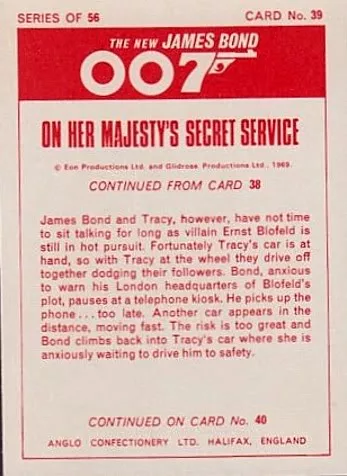 SERIES OF 56 CARD No. 39
THE NEW JAMES BOND
007
ON HER MAJESTY'S SECRET SERVICE
© Eon Productions Ltd. and Glidrose Productions Ltd., 1969.
CONTINUED FROM CARD 38
James Bond and Tracy, however, have not time
to sit talking for long as villain Ernst Blofeld is
still in hot pursuit. Fortunately Tracy's car is at
hand, so with Tracy at the wheel they drive off
together dodging their followers. Bond, anxious
to warn his London headquarters of Blofeld's
plot, pauses at a telephone kiosk. He picks up the
phone . . . too late. Another car appears in the
distance, moving fast. The risk is too great and
Bond climbs back into Tracy's car where she is
anxiously waiting to drive him to safety.
CONTINUED ON CARD No. 40
ANGLO CONFECTIONERY LTD. HALIFAX, ENGLAND